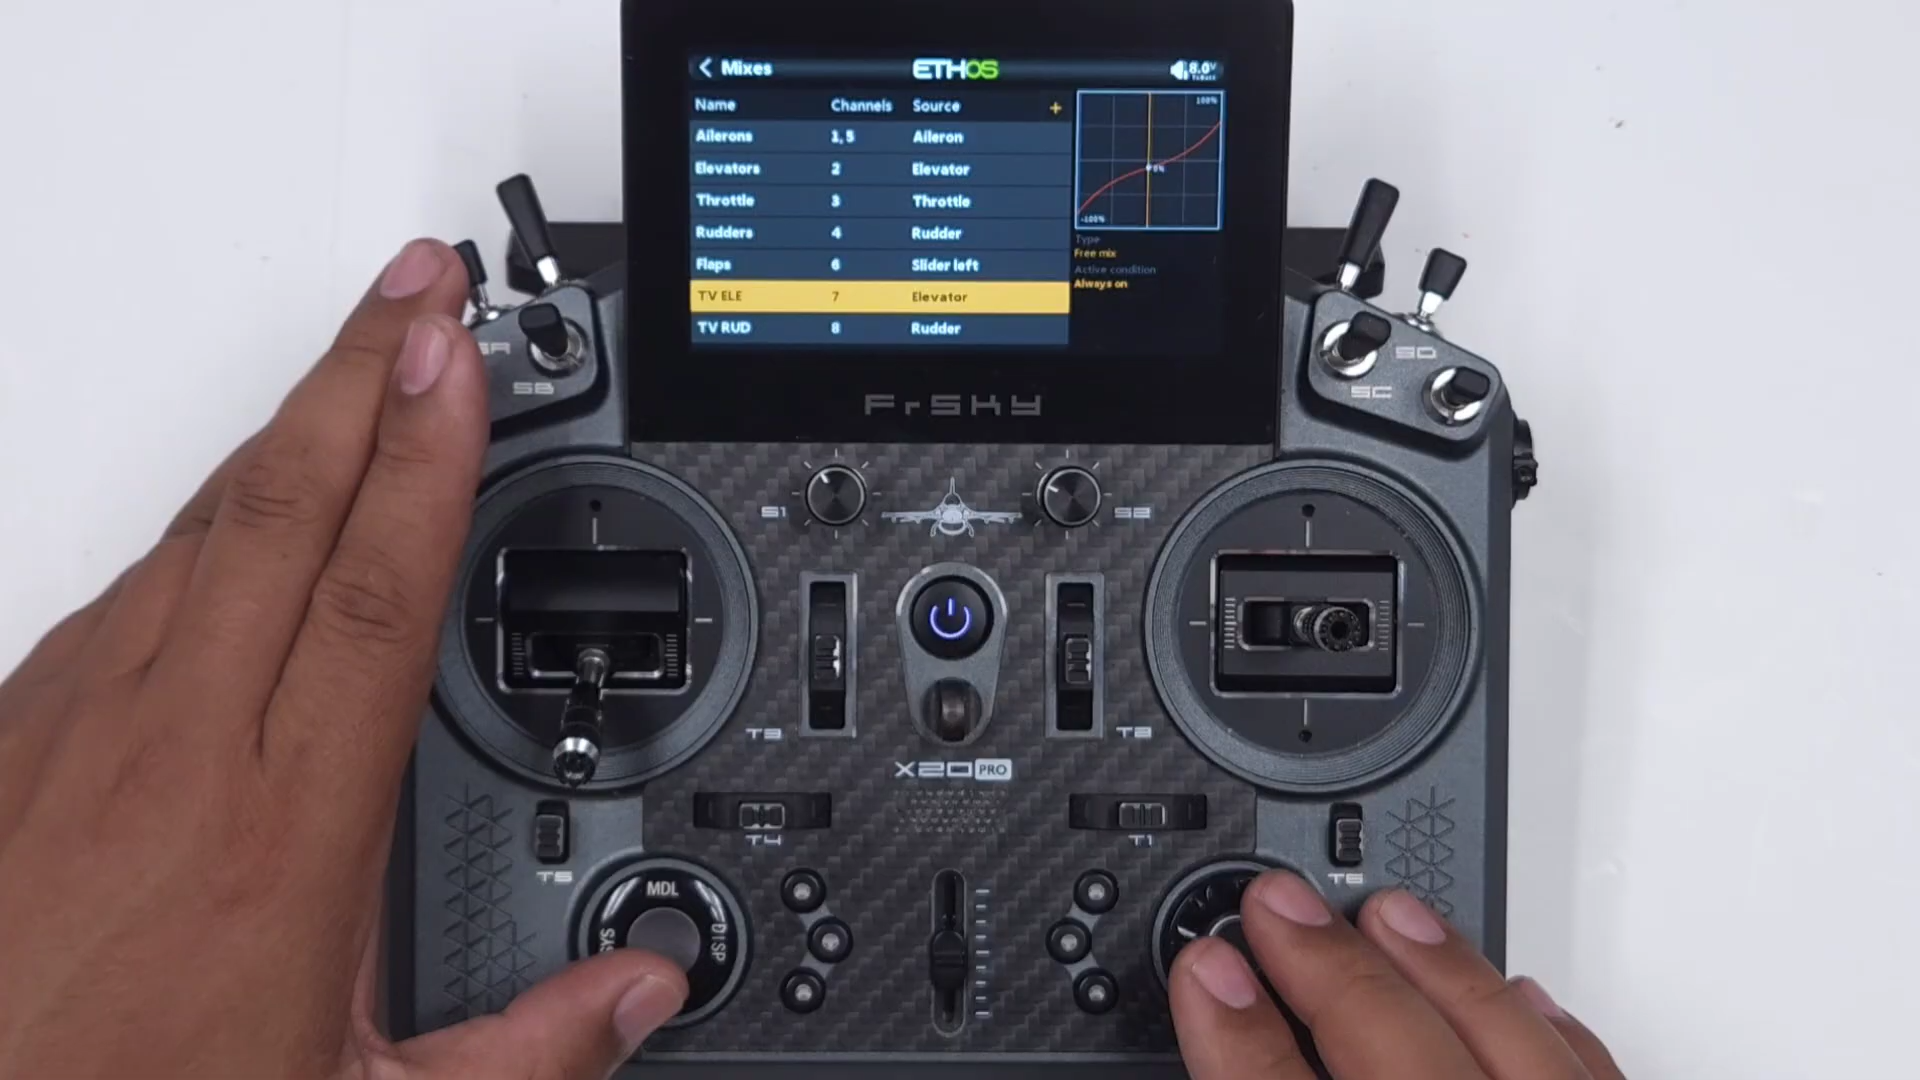 Mixes ETHOS 8.0V
TxBatt
Name Channels Source +
100%
Ailerons 1, 5 Aileron
Elevators 2 Elevator
0%
Throttle 3 Throttle
-100%
Rudders 4 Rudder
Type
Free mix
Flaps 6 Slider left
Active condition
Always on
TV ELE 7 Elevator
TV RUD 8 Rudder
FrSKY
SA
SB
SC
SD
S1
S2
T3
T2
X20 PRO
T4
T1
T5
T6
MDL
SYS
DISP